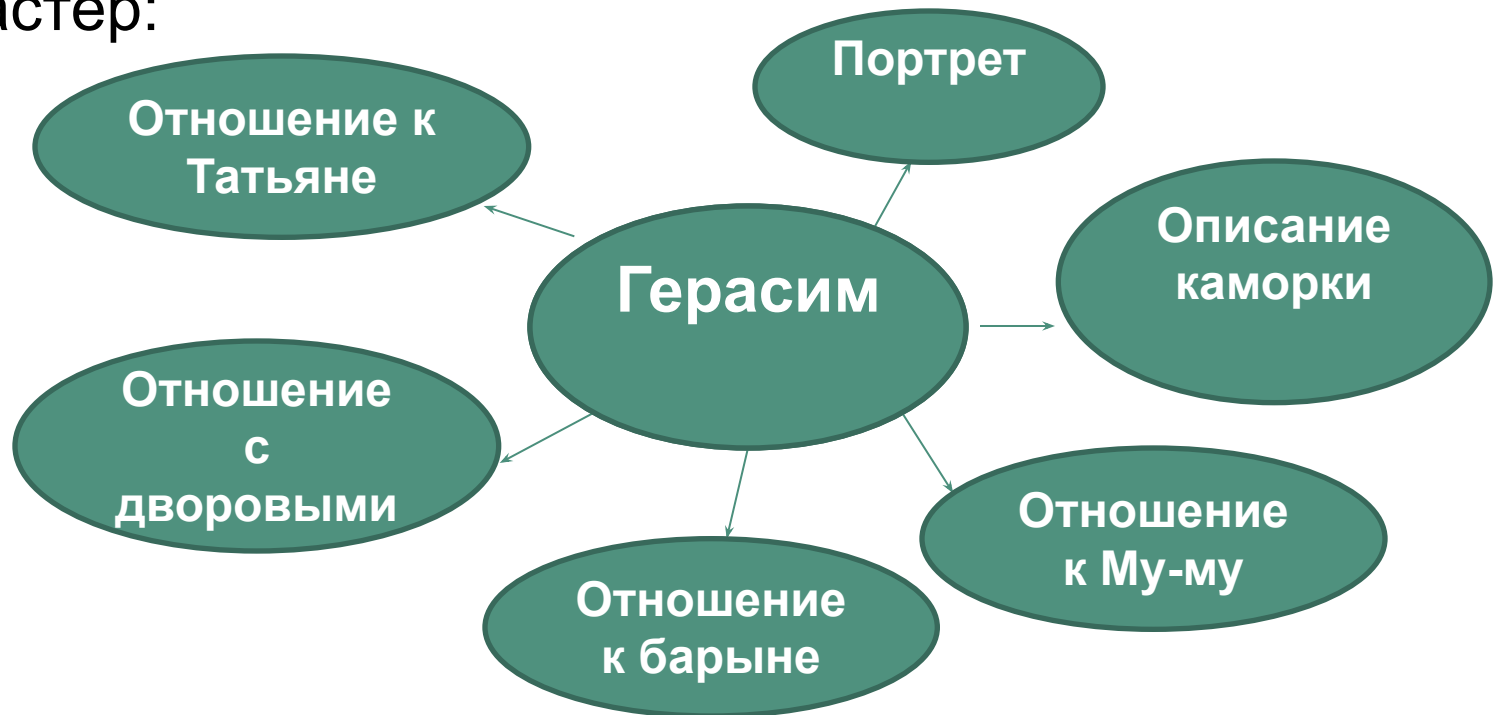 астер:
Портрет
Отношение к
Татьяне
Описание
каморки
Герасим
Отношение
с
дворовыми
Отношение
к Му-му
Отношение
к барыне